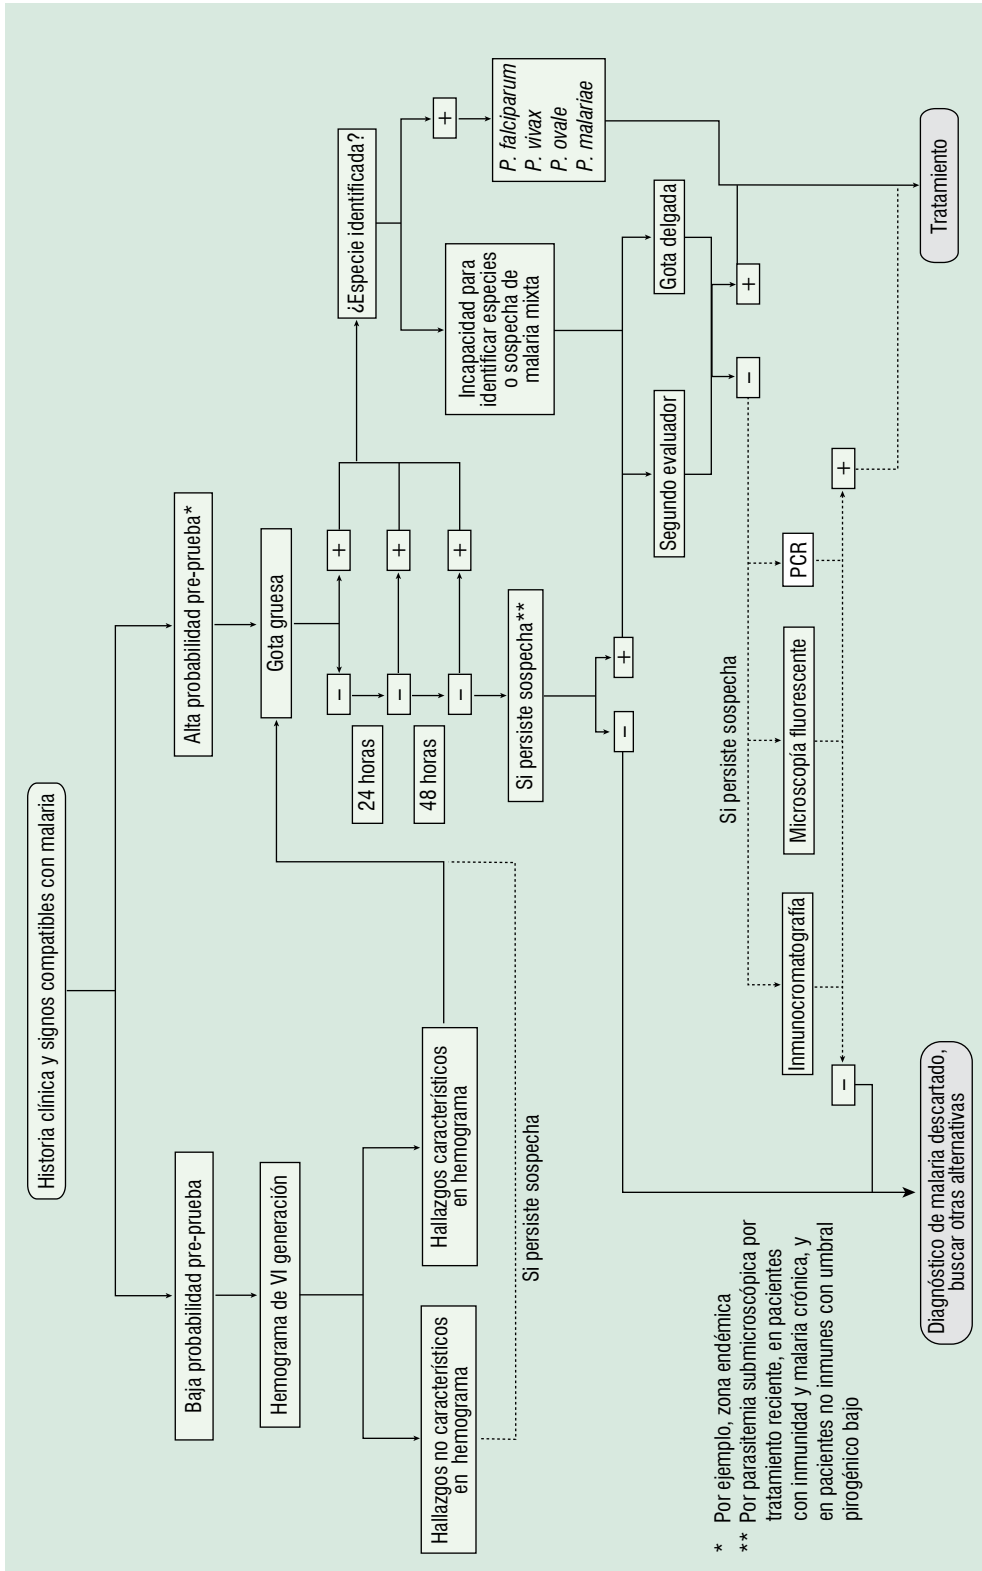 Historia clínica y signos compatibles con malaria
Baja probabilidad pre-prueba
Alta probabilidad pre-prueba*
Hemograma de VI generación
Gota gruesa
¿Especie identificada?
Hallazgos no característicos
en hemograma
Hallazgos característicos
en hemograma
Si persiste sospecha
24 horas
48 horas
−
+
−
+
−
+
Si persiste sospecha**
−
+
Incapacidad para
identificar especies
o sospecha de
malaria mixta
+
P. falciparum
P. vivax
P. ovale
P. malariae
Segundo evaluador
Gota delgada
−
+
Si persiste sospecha
Inmunocromatografía
Microscopía fluorescente
PCR
−
+
Diagnóstico de malaria descartado,
buscar otras alternativas
Tratamiento
* Por ejemplo, zona endémica
** Por parasitemia submicroscópica por
tratamiento reciente, en pacientes
con inmunidad y malaria crónica, y
en pacientes no inmunes con umbral
pirogénico bajo